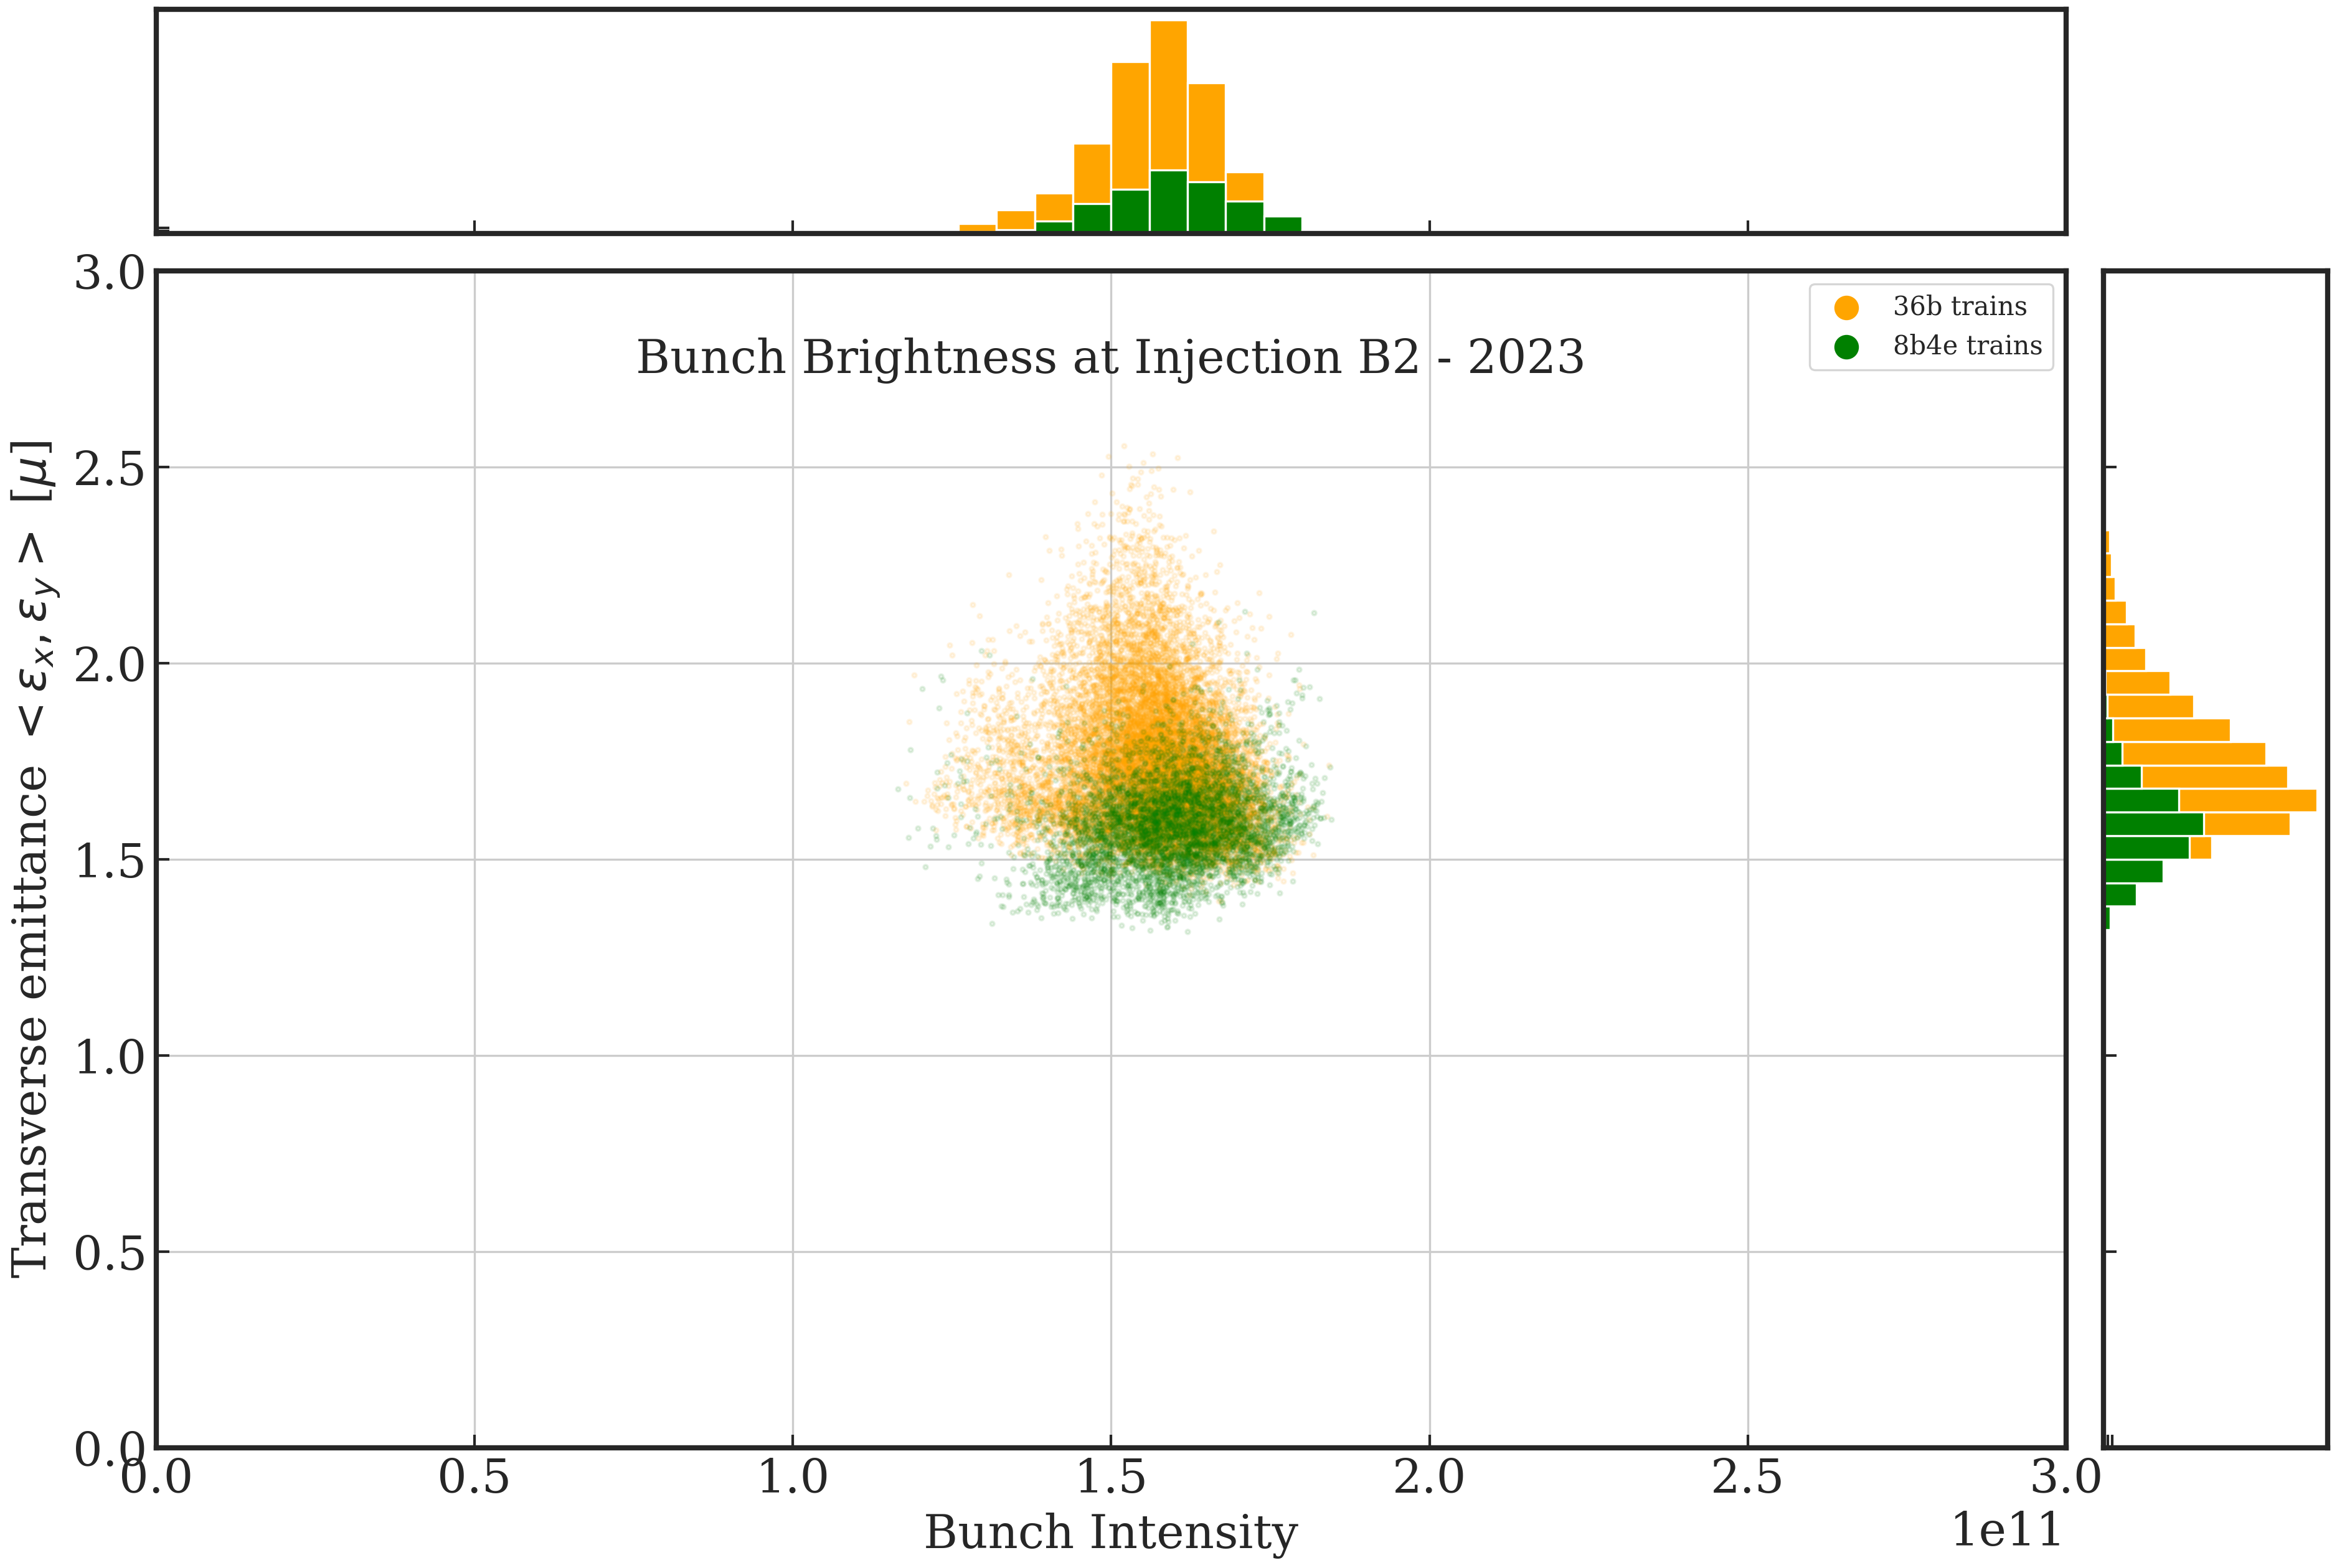 3.0
2.5
2.0
1.5
1.0
0.5
0.0
Transverse emittance < εx, εy > [μ]
Bunch Brightness at Injection B2 - 2023
36b trains
8b4e trains
0.0 0.5 1.0 1.5 2.0 2.5 3.0
Bunch Intensity
1e11